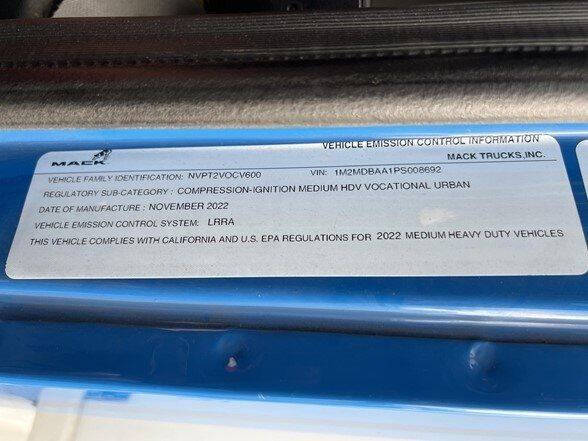 VEHICLE EMISSION CONTROL INFORMATION
MACK MACK TRUCKS, INC.
VEHICLE FAMILY IDENTIFICATION: NVPT2VOCV600 VIN: 1M2MDBAA1PS008692
REGULATORY SUB-CATEGORY : COMPRESSION-IGNITION MEDIUM HDV VOCATIONAL URBAN
DATE OF MANUFACTURE : NOVEMBER 2022
VEHICLE EMISSION CONTROL SYSTEM: LRRA
THIS VEHICLE COMPLIES WITH CALIFORNIA AND U.S. EPA REGULATIONS FOR 2022 MEDIUM HEAVY DUTY VEHICLES